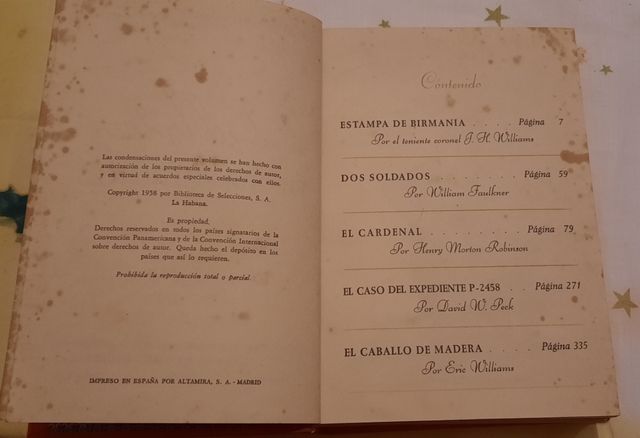 Las condensaciones del presente volumen se han hecho con
autorización de los propietarios de los derechos de autor,
y en virtud de acuerdos especiales celebrados con ellos.
Copyright 1958 por Biblioteca de Selecciones, S. A.
La Habana.
Es propiedad.
Derechos reservados en todos los países signatarios de la
Convención Panamericana y de la Convención Internacional
sobre derechos de autor. Queda hecho el depósito en los
países que así lo requieren.
Prohibida la reproducción total o parcial.
IMPRESO EN ESPAÑA POR ALTAMIRA, S. A. - MADRID
Contenido
ESTAMPA DE BIRMANIA . . . . Página 7
Por el teniente coronel J. H. Williams
DOS SOLDADOS . . . . . . . Página 59
Por William Faulkner
EL CARDENAL . . . . . . . . Página 79
Por Henry Morton Robinson
EL CASO DEL EXPEDIENTE P-2458 . . Página 271
Por David W. Peck
EL CABALLO DE MADERA . . . . Página 335
Por Eric Williams